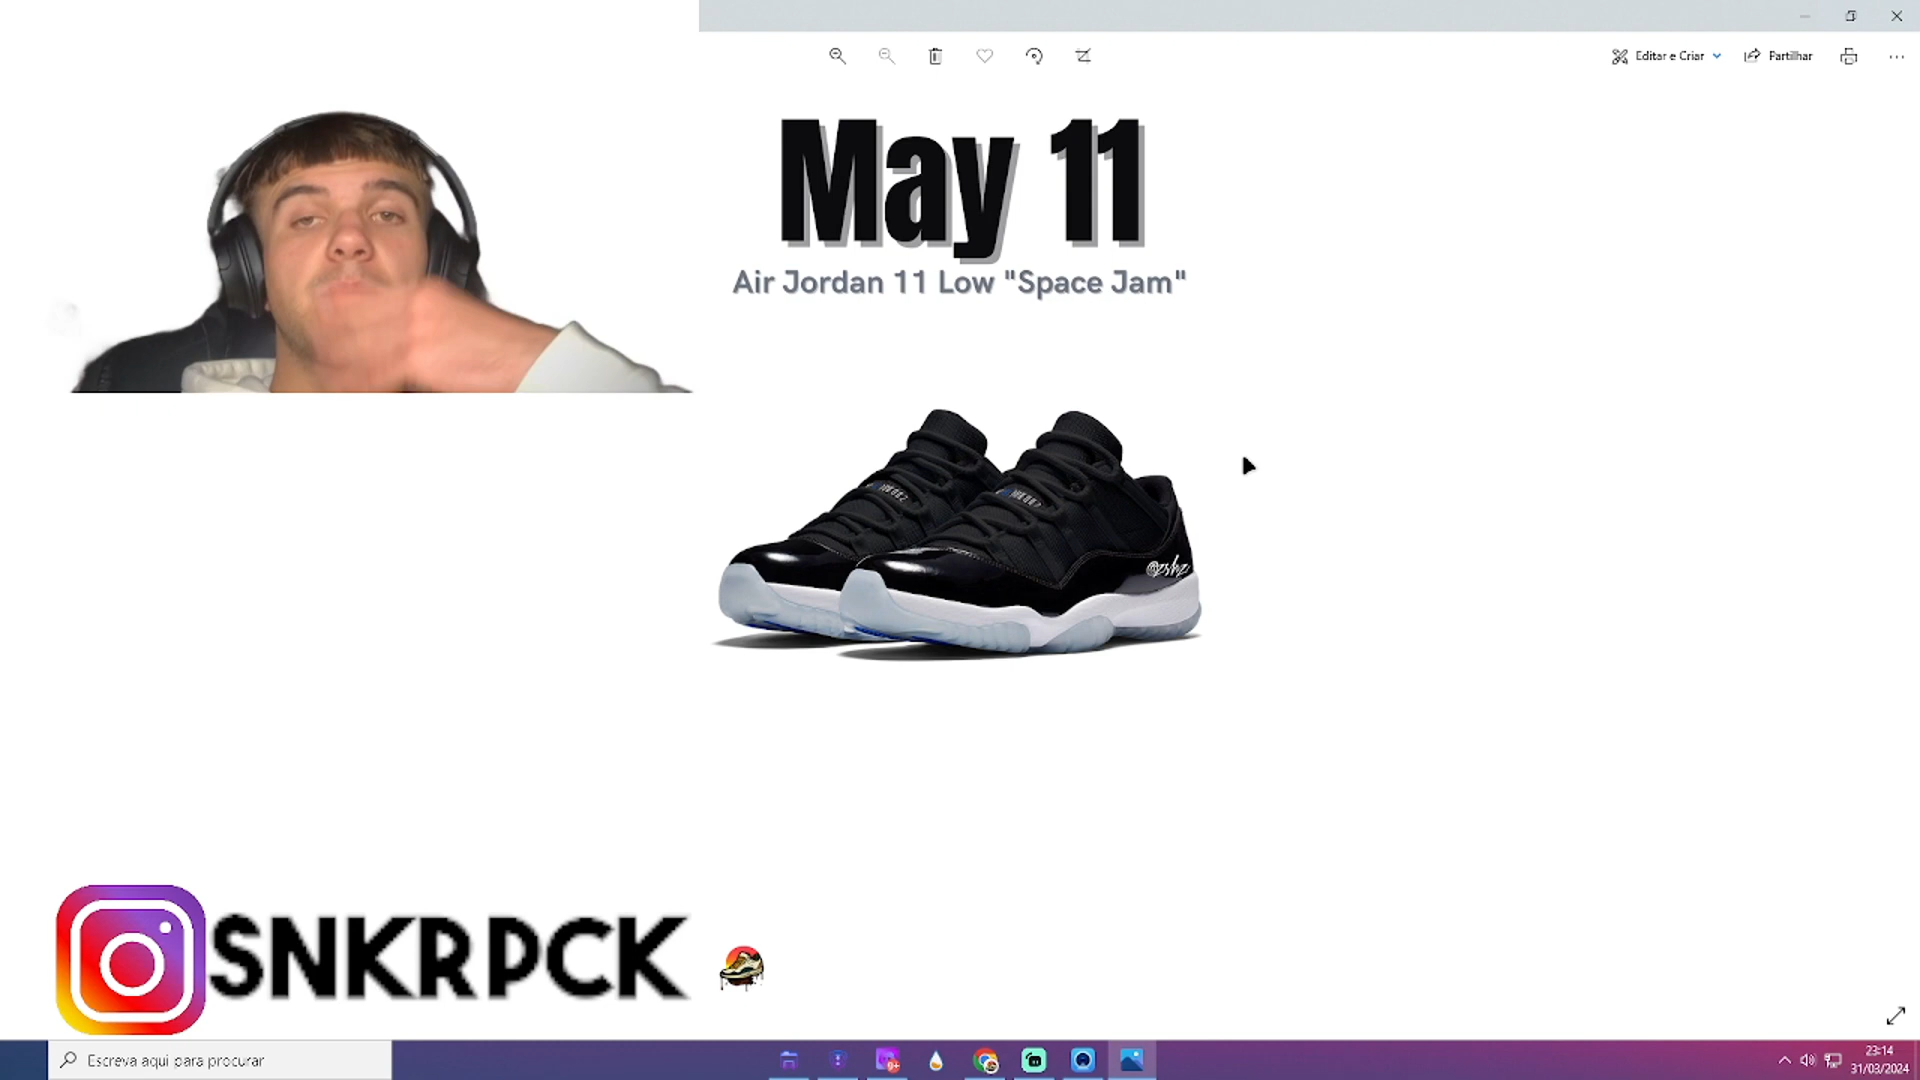 Editar e Criar
Partilhar
May 11
Air Jordan 11 Low "Space Jam"
SNKRPCK
Escreva aqui para procurar
23:14
31/03/2024